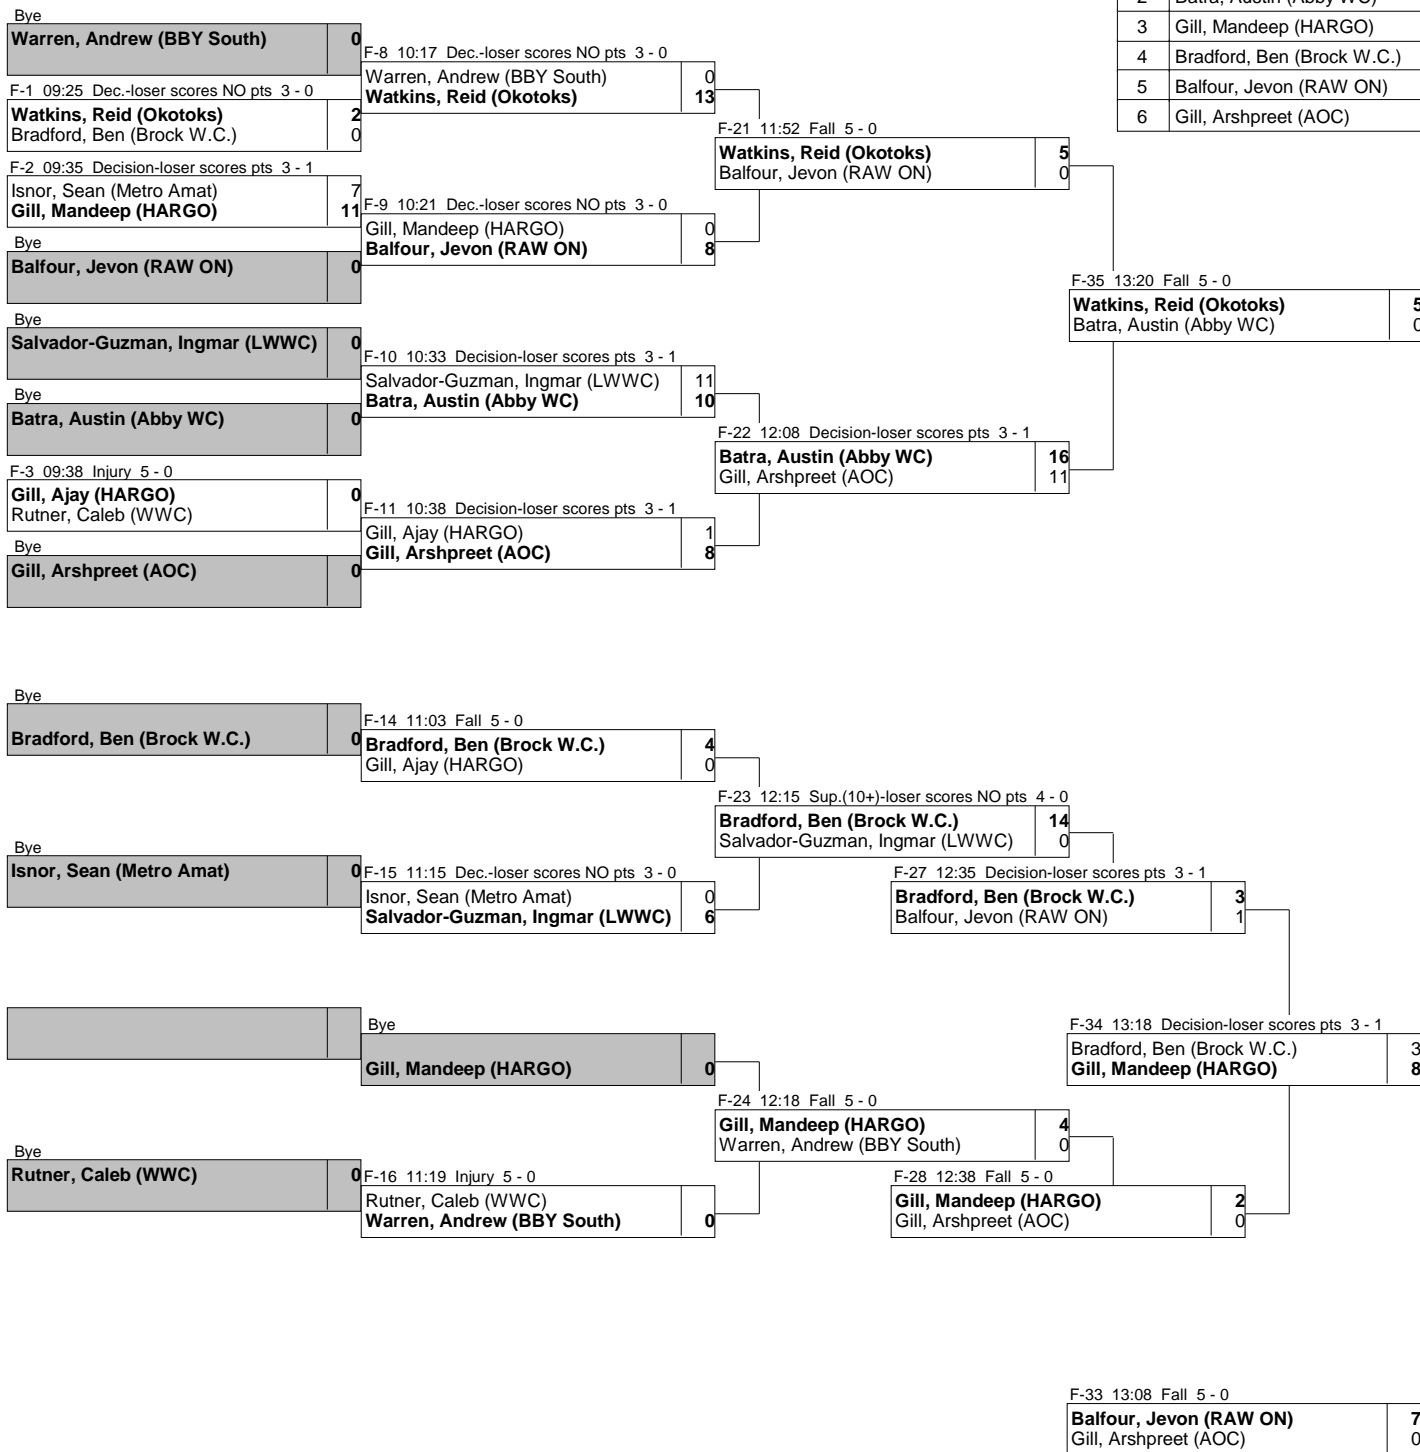 2 Batra, Austin (Abby WC)
3 Gill, Mandeep (HARGO)
4 Bradford, Ben (Brock W.C.)
5 Balfour, Jevon (RAW ON)
6 Gill, Arshpreet (AOC)
Bye
Warren, Andrew (BBY South) 0
F-1 09:25 Dec.-loser scores NO pts 3 - 0
Watkins, Reid (Okotoks) 2
Bradford, Ben (Brock W.C.) 0
F-2 09:35 Decision-loser scores pts 3 - 1
Isnor, Sean (Metro Amat) 7
Gill, Mandeep (HARGO) 11
Bye
Balfour, Jevon (RAW ON) 0
Bye
Salvador-Guzman, Ingmar (LWWC) 0
Bye
Batra, Austin (Abby WC) 0
F-3 09:38 Injury 5 - 0
Gill, Ajay (HARGO) 0
Rutner, Caleb (WWC)
Bye
Gill, Arshpreet (AOC) 0
F-8 10:17 Dec.-loser scores NO pts 3 - 0
Warren, Andrew (BBY South) 0
Watkins, Reid (Okotoks) 13
F-9 10:21 Dec.-loser scores NO pts 3 - 0
Gill, Mandeep (HARGO) 0
Balfour, Jevon (RAW ON) 8
F-10 10:33 Decision-loser scores pts 3 - 1
Salvador-Guzman, Ingmar (LWWC) 11
Batra, Austin (Abby WC) 10
F-11 10:38 Decision-loser scores pts 3 - 1
Gill, Ajay (HARGO) 1
Gill, Arshpreet (AOC) 8
F-21 11:52 Fall 5 - 0
Watkins, Reid (Okotoks) 5
Balfour, Jevon (RAW ON) 0
F-22 12:08 Decision-loser scores pts 3 - 1
Batra, Austin (Abby WC) 16
Gill, Arshpreet (AOC) 11
F-35 13:20 Fall 5 - 0
Watkins, Reid (Okotoks) 5
Batra, Austin (Abby WC) 0
Bye
Bradford, Ben (Brock W.C.) 0
Bye
Isnor, Sean (Metro Amat) 0
Bye
Rutner, Caleb (WWC) 0
F-14 11:03 Fall 5 - 0
Bradford, Ben (Brock W.C.) 4
Gill, Ajay (HARGO) 0
F-15 11:15 Dec.-loser scores NO pts 3 - 0
Isnor, Sean (Metro Amat) 0
Salvador-Guzman, Ingmar (LWWC) 6
Bye
Gill, Mandeep (HARGO) 0
F-16 11:19 Injury 5 - 0
Rutner, Caleb (WWC)
Warren, Andrew (BBY South) 0
F-23 12:15 Sup.(10+)-loser scores NO pts 4 - 0
Bradford, Ben (Brock W.C.) 14
Salvador-Guzman, Ingmar (LWWC) 0
F-24 12:18 Fall 5 - 0
Gill, Mandeep (HARGO) 4
Warren, Andrew (BBY South) 0
F-27 12:35 Decision-loser scores pts 3 - 1
Bradford, Ben (Brock W.C.) 3
Balfour, Jevon (RAW ON) 1
F-28 12:38 Fall 5 - 0
Gill, Mandeep (HARGO) 2
Gill, Arshpreet (AOC) 0
F-34 13:18 Decision-loser scores pts 3 - 1
Bradford, Ben (Brock W.C.) 3
Gill, Mandeep (HARGO) 8
F-33 13:08 Fall 5 - 0
Balfour, Jevon (RAW ON) 7
Gill, Arshpreet (AOC) 0